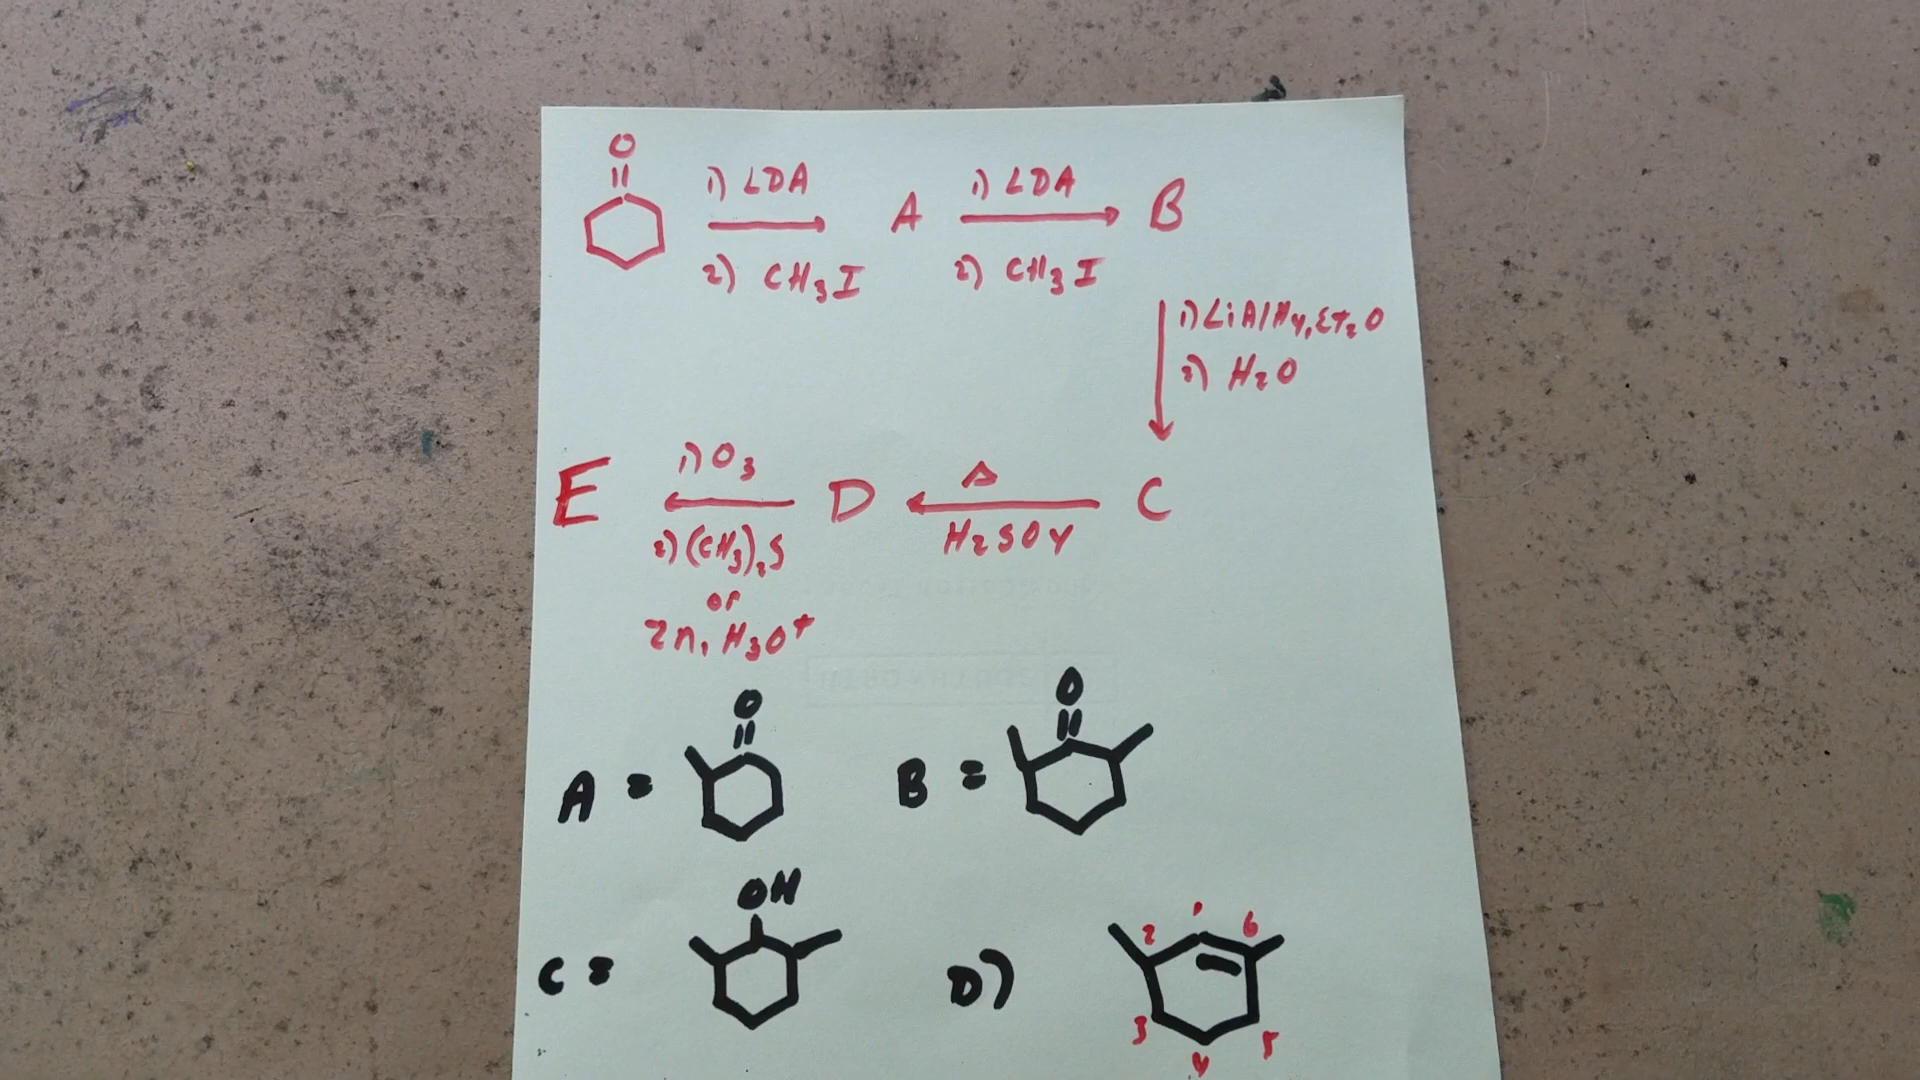 O
1) LDA
A
1) LDA
B
2) CH3I
2) CH3I
1) LiAlH4, Et2O
2) H2O
E
1) O3
D
Δ
C
2) (CH3)2S
H2SO4
or
Zn, H3O+
A =
O
B =
O
C =
OH
D)
1
2
6
3
5
4